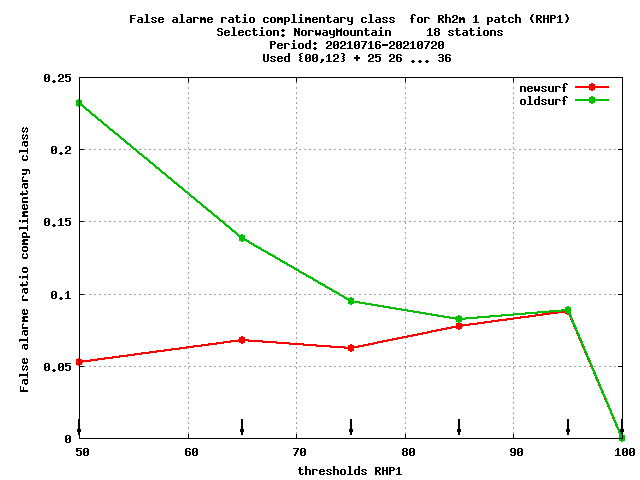 False alarme ratio complimentary class  for Rh2m 1 patch (RHP1)
Selection: NorwayMountain     18 stations
Period: 20210716-20210720
Used {00,12} + 25 26 ... 36
newsurf
oldsurf
False alarme ratio complimentary class
0.25
0.2
0.15
0.1
0.05
0
50 60 70 80 90 100
thresholds RHP1